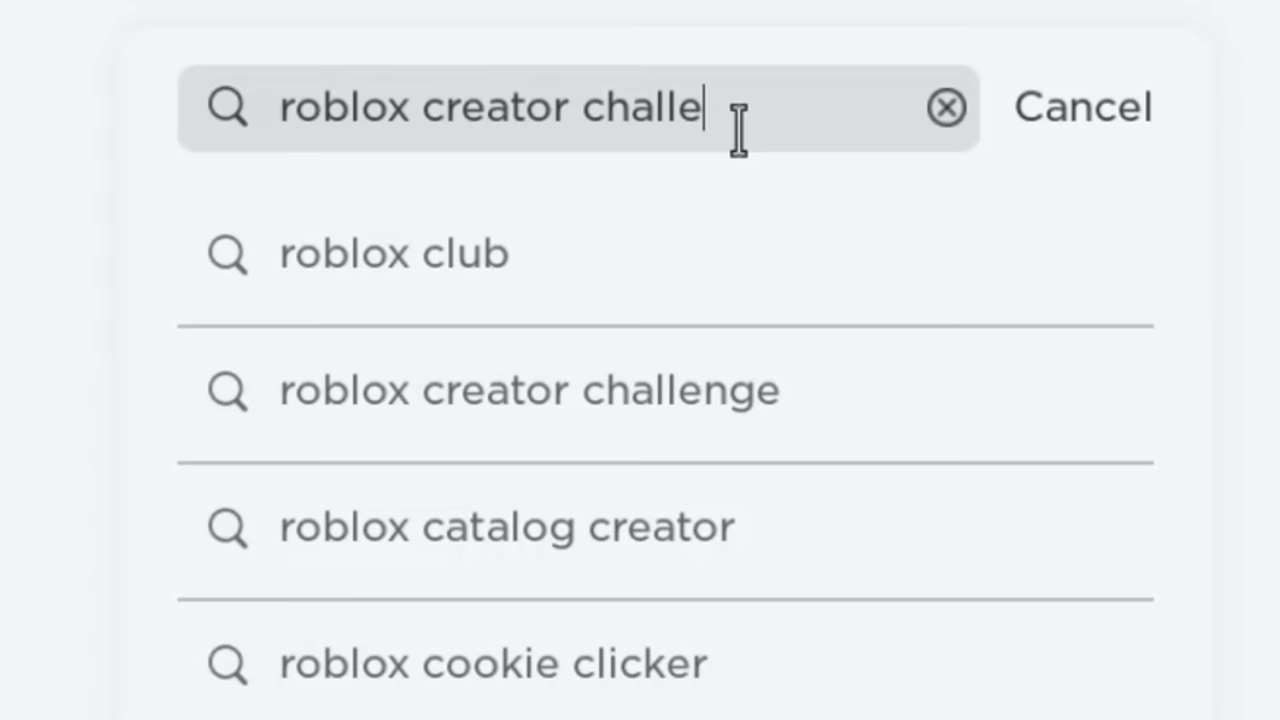 roblox creator challe Cancel
roblox club
roblox creator challenge
roblox catalog creator
roblox cookie clicker